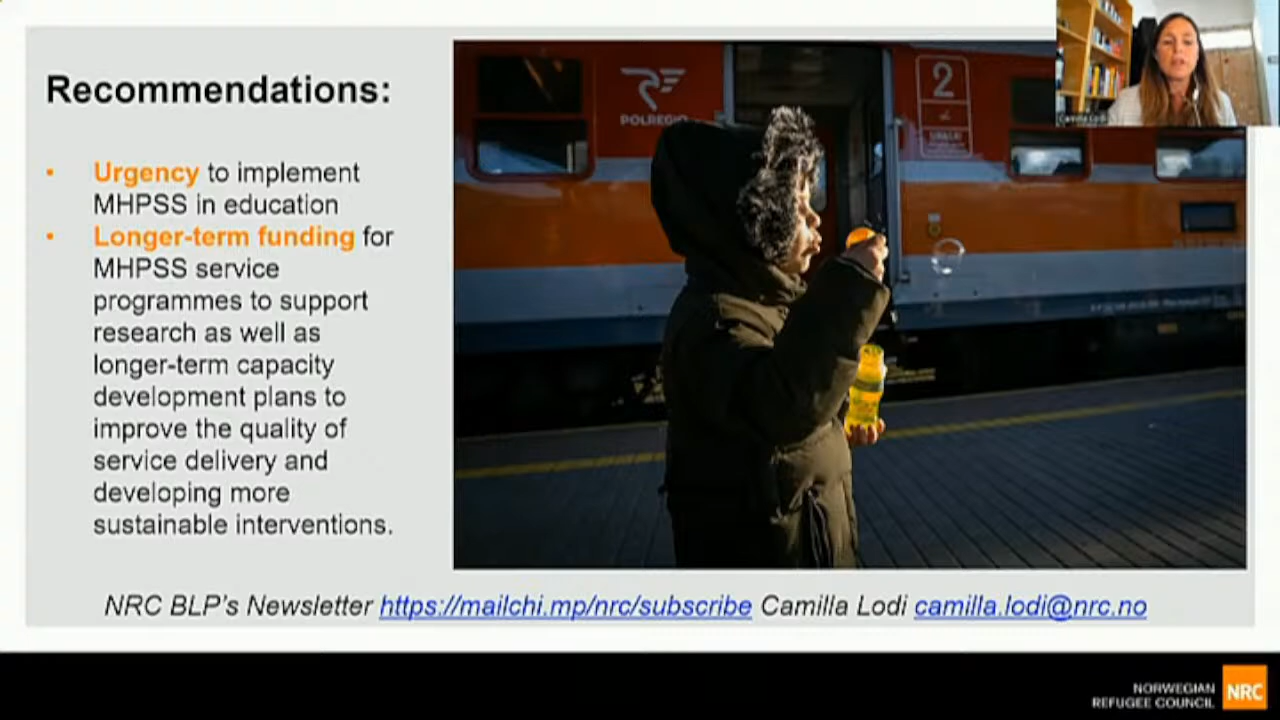 Recommendations:
• Urgency to implement
MHPSS in education
• Longer-term funding for
MHPSS service
programmes to support
research as well as
longer-term capacity
development plans to
improve the quality of
service delivery and
developing more
sustainable interventions.
POLREGIO
2
Camilla Lodi
NRC BLP's Newsletter https://mailchi.mp/nrc/subscribe Camilla Lodi camilla.lodi@nrc.no
NORWEGIAN
REFUGEE COUNCIL
NRC